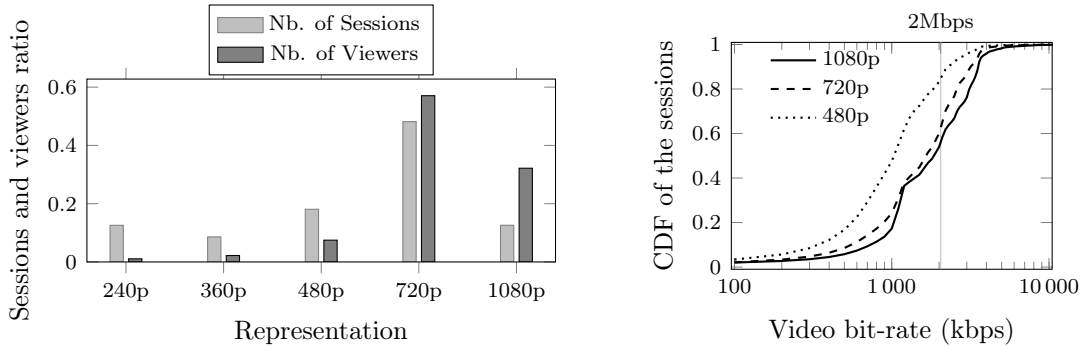 Nb. of Sessions
Nb. of Viewers
Sessions and viewers ratio
0.6
0.4
0.2
0
240p 360p 480p 720p 1080p
Representation
2Mbps
1080p
720p
480p
CDF of the sessions
1
0.8
0.6
0.4
0.2
0
100 1 000 10 000
Video bit-rate (kbps)